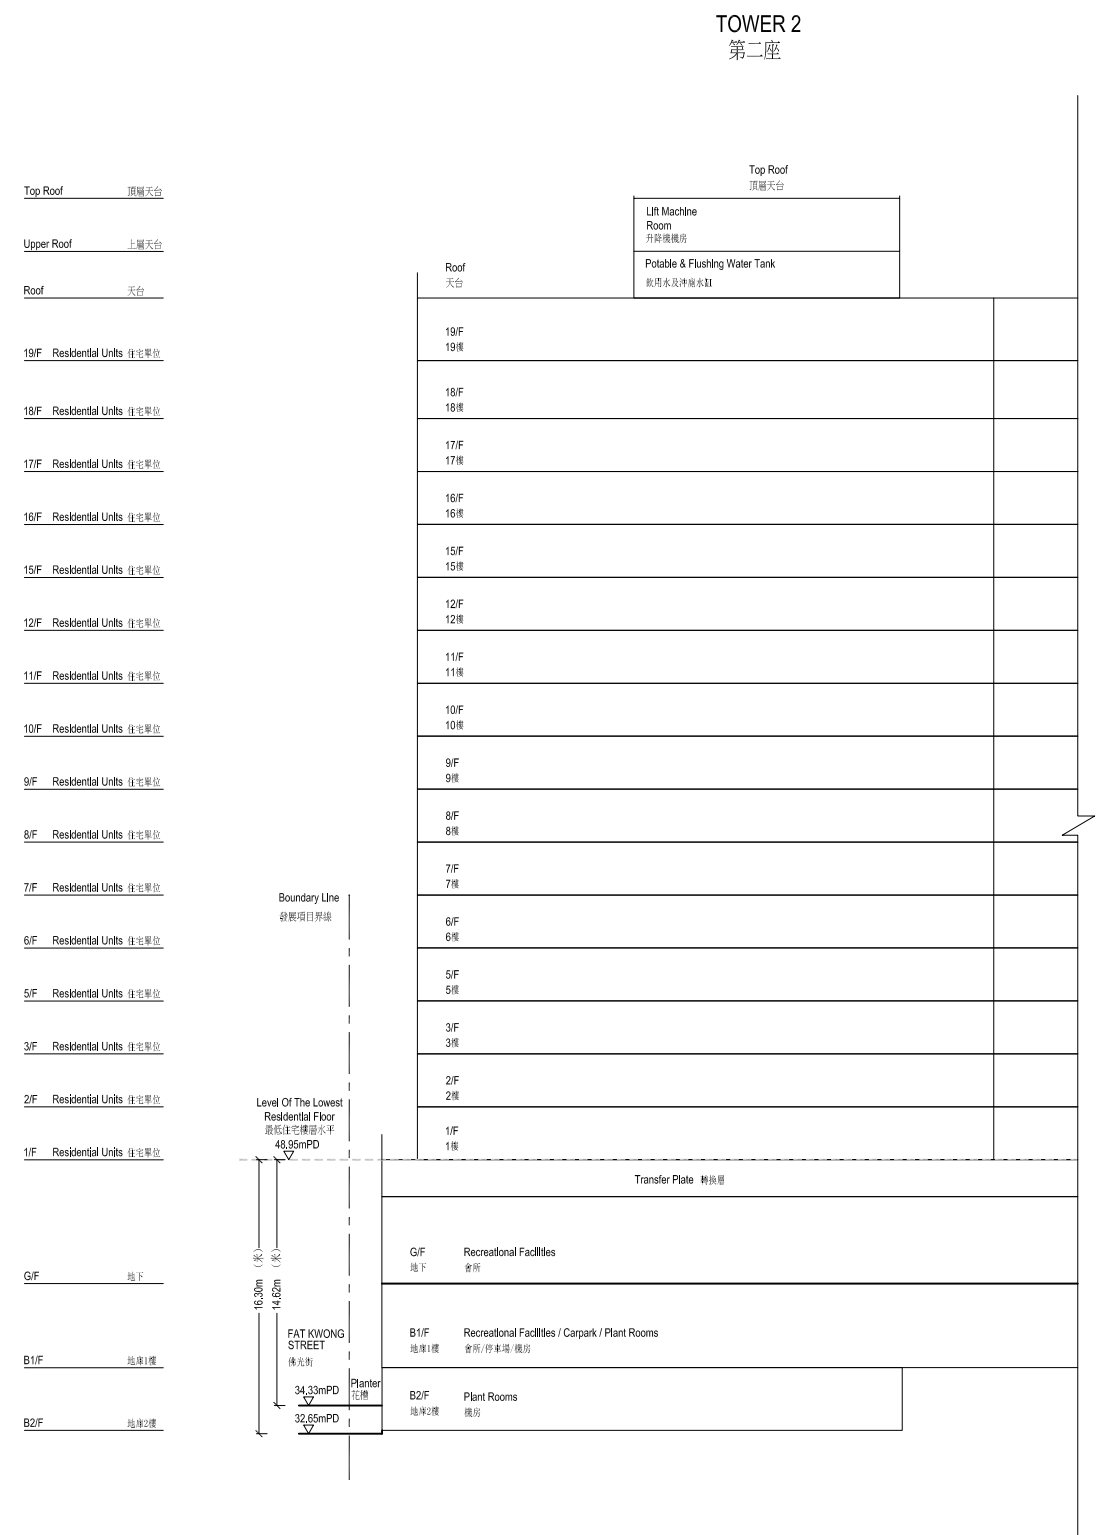 TOWER 2
第二座
Top Roof 頂層天台
Upper Roof 上層天台
Roof 天台
19/F Residential Units 住宅單位
18/F Residential Units 住宅單位
17/F Residential Units 住宅單位
16/F Residential Units 住宅單位
15/F Residential Units 住宅單位
12/F Residential Units 住宅單位
11/F Residential Units 住宅單位
10/F Residential Units 住宅單位
9/F Residential Units 住宅單位
8/F Residential Units 住宅單位
7/F Residential Units 住宅單位
6/F Residential Units 住宅單位
5/F Residential Units 住宅單位
3/F Residential Units 住宅單位
2/F Residential Units 住宅單位
1/F Residential Units 住宅單位
G/F 地下
B1/F 地庫1樓
B2/F 地庫2樓
Boundary Line
發展項目界線
Level Of The Lowest
Residential Floor
最低住宅樓層水平
48.95mPD
16.30m (米)
14.62m (米)
FAT KWONG
STREET
佛光街
34.33mPD
32.65mPD
Planter
花槽
Top Roof
頂層天台
Lift Machine
Room
升降機機房
Potable & Flushing Water Tank
飲用水及沖廁水缸
Roof
天台
19/F
19樓
18/F
18樓
17/F
17樓
16/F
16樓
15/F
15樓
12/F
12樓
11/F
11樓
10/F
10樓
9/F
9樓
8/F
8樓
7/F
7樓
6/F
6樓
5/F
5樓
3/F
3樓
2/F
2樓
1/F
1樓
Transfer Plate 轉換層
G/F Recreational Facilities
地下 會所
B1/F Recreational Facilities / Carpark / Plant Rooms
地庫1樓 會所/停車場/機房
B2/F Plant Rooms
地庫2樓 機房